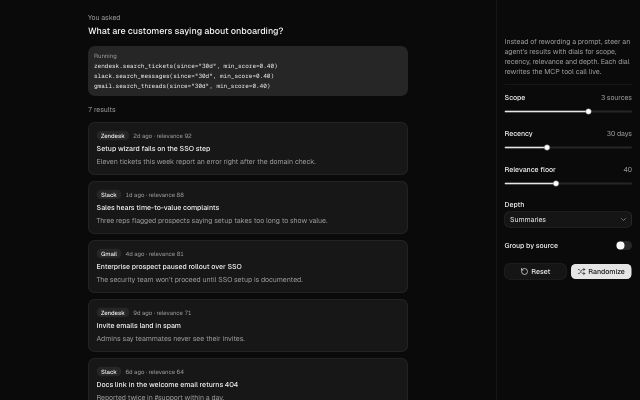 You asked
What are customers saying about onboarding?
Running
zendesk.search_tickets(since="30d", min_score=0.40)
slack.search_messages(since="30d", min_score=0.40)
gmail.search_threads(since="30d", min_score=0.40)
7 results
Zendesk 2d ago · relevance 92
Setup wizard fails on the SSO step
Eleven tickets this week report an error right after the domain check.
Slack 1d ago · relevance 88
Sales hears time-to-value complaints
Three reps flagged prospects saying setup takes too long to show value.
Gmail 4d ago · relevance 81
Enterprise prospect paused rollout over SSO
The security team won't proceed until SSO setup is documented.
Zendesk 9d ago · relevance 71
Invite emails land in spam
Admins say teammates never see their invites.
Slack 6d ago · relevance 64
Docs link in the welcome email returns 404
Reported twice in #support within a day.
Instead of rewording a prompt, steer an
agent's results with dials for scope,
recency, relevance and depth. Each dial
rewrites the MCP tool call live.
Scope 3 sources
Recency 30 days
Relevance floor 40
Depth
Summaries
Group by source
Reset Randomize